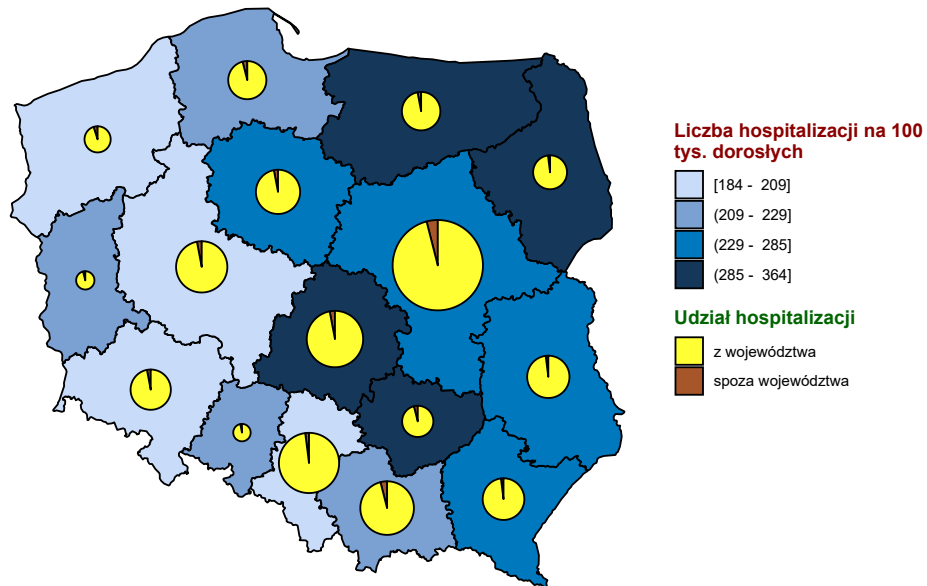 Liczba hospitalizacji na 100
tys. dorosłych
[184 - 209]
(209 - 229]
(229 - 285]
(285 - 364]
Udział hospitalizacji
z województwa
spoza województwa